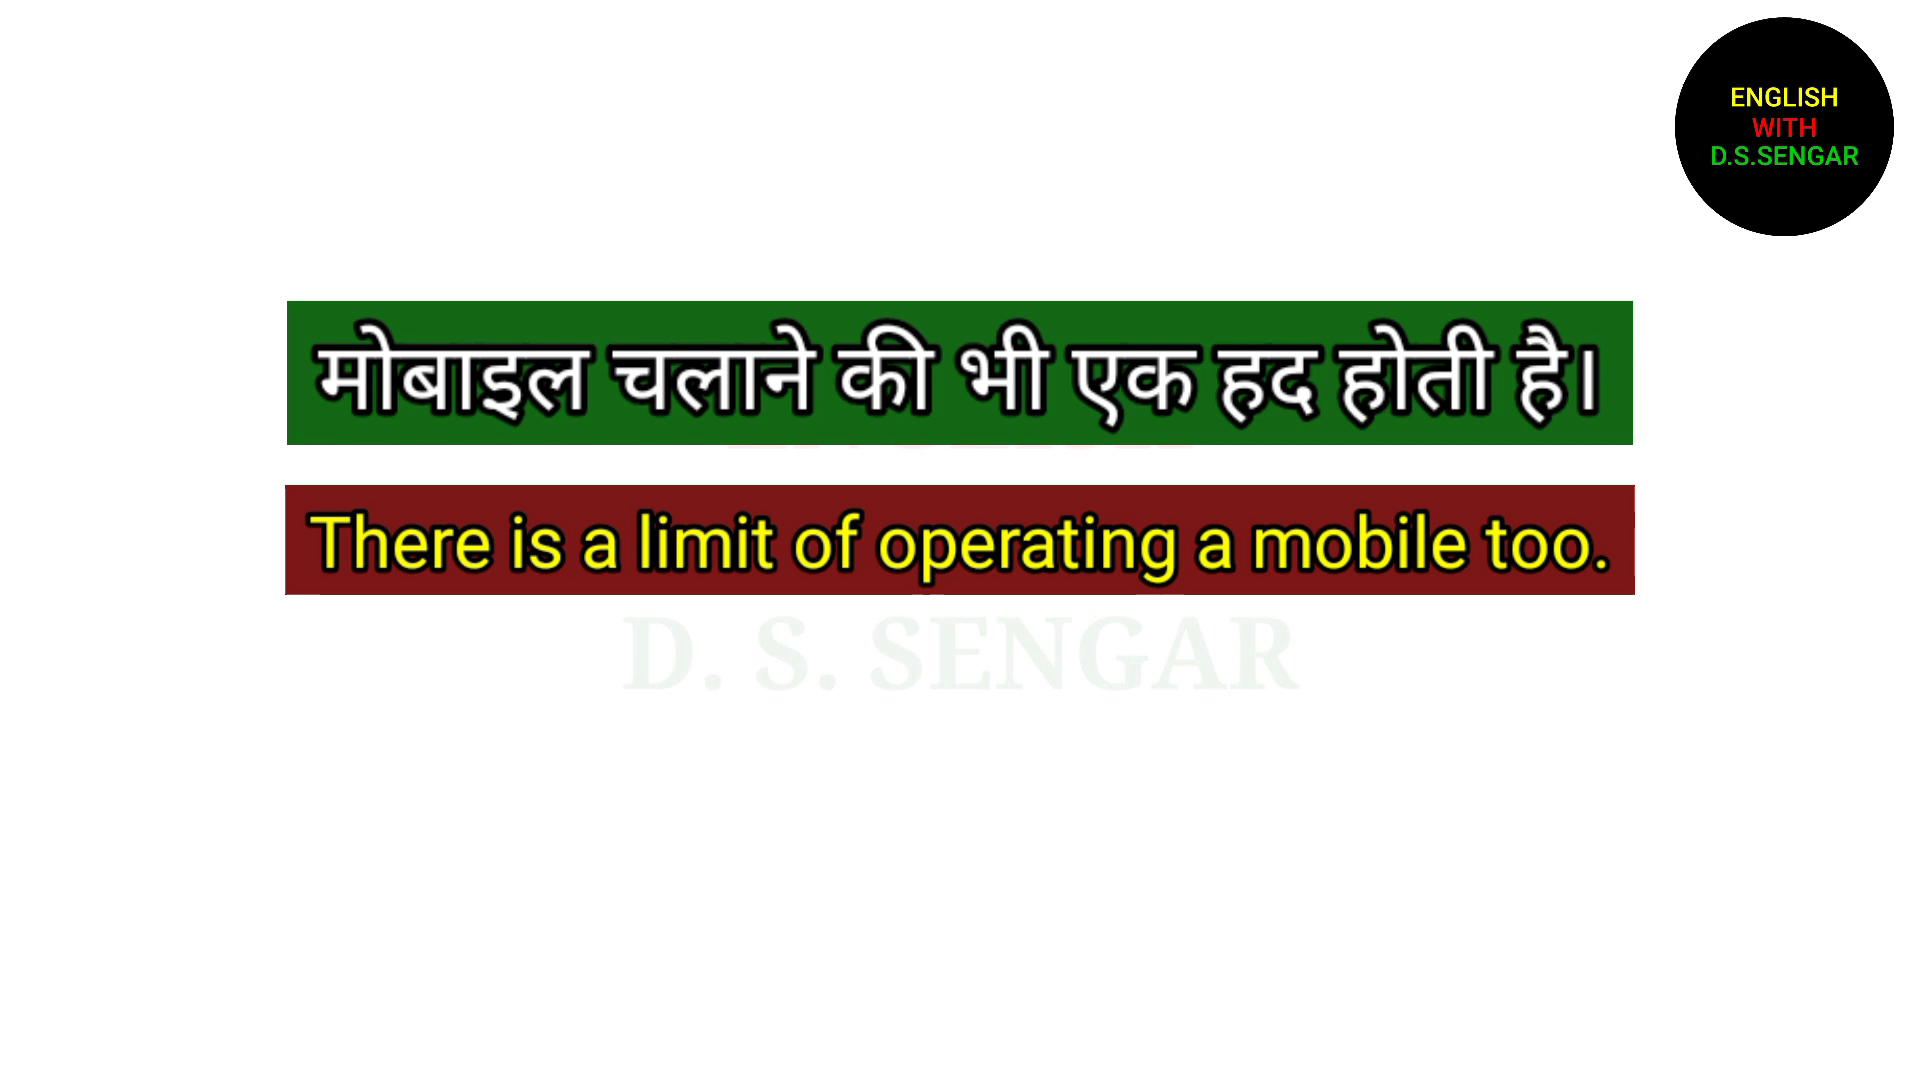 ENGLISH
WITH
D.S.SENGAR
मोबाइल चलाने की भी एक हद होती है।
There is a limit of operating a mobile too.
D. S. SENGAR